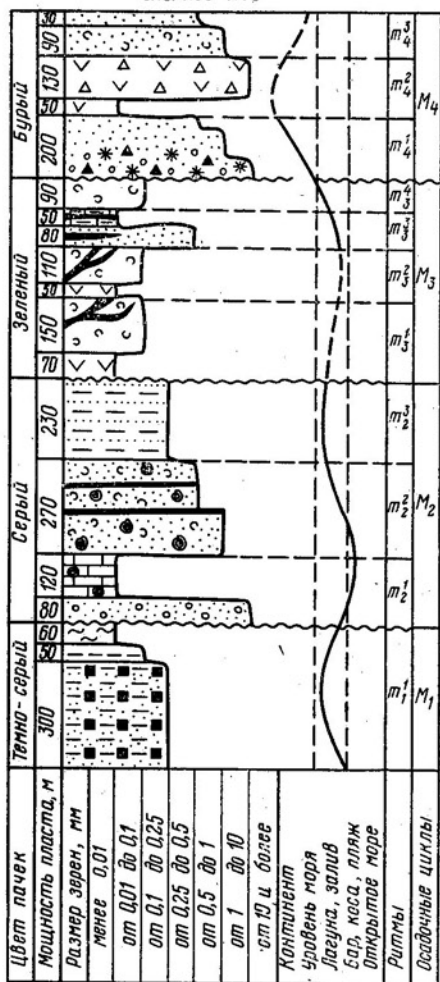 Бурый
Зеленый
Серый
Темно-серый
Цвет пачек
30
90
130
50
200
90
50
80
110
50
150
70
230
270
120
80
60
50
300
Мощность пласта, м
Размер зерен, мм
менее 0,01
от 0,01 до 0,1
от 0,1 до 0,25
от 0,25 до 0,5
от 0,5 до 1
от 1 до 10
от 10 и более
Континент
Уровень моря
Лагуна, залив
Бар, коса, пляж
Открытое море
m³₄
m²₄
m¹₄
m⁴₃
m³₃
m²₃
m¹₃
m³₂
m²₂
m¹₂
m¹₁
Ритмы
M₄
M₃
M₂
M₁
Осадочные циклы